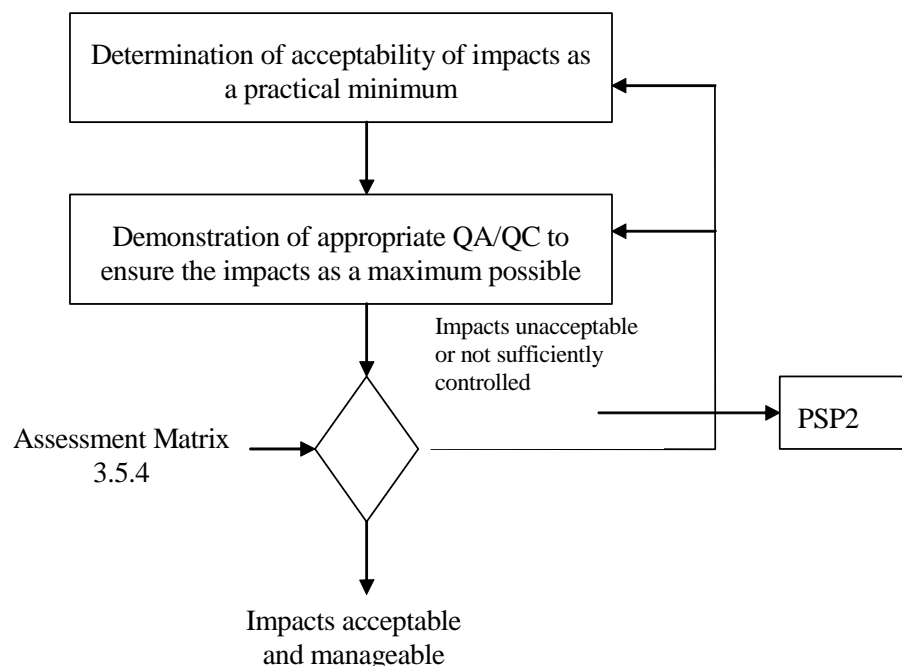 Determination of acceptability of impacts as
a practical minimum
Demonstration of appropriate QA/QC to
ensure the impacts as a maximum possible
Impacts unacceptable
or not sufficiently
controlled
PSP2
Assessment Matrix
3.5.4
Impacts acceptable
and manageable